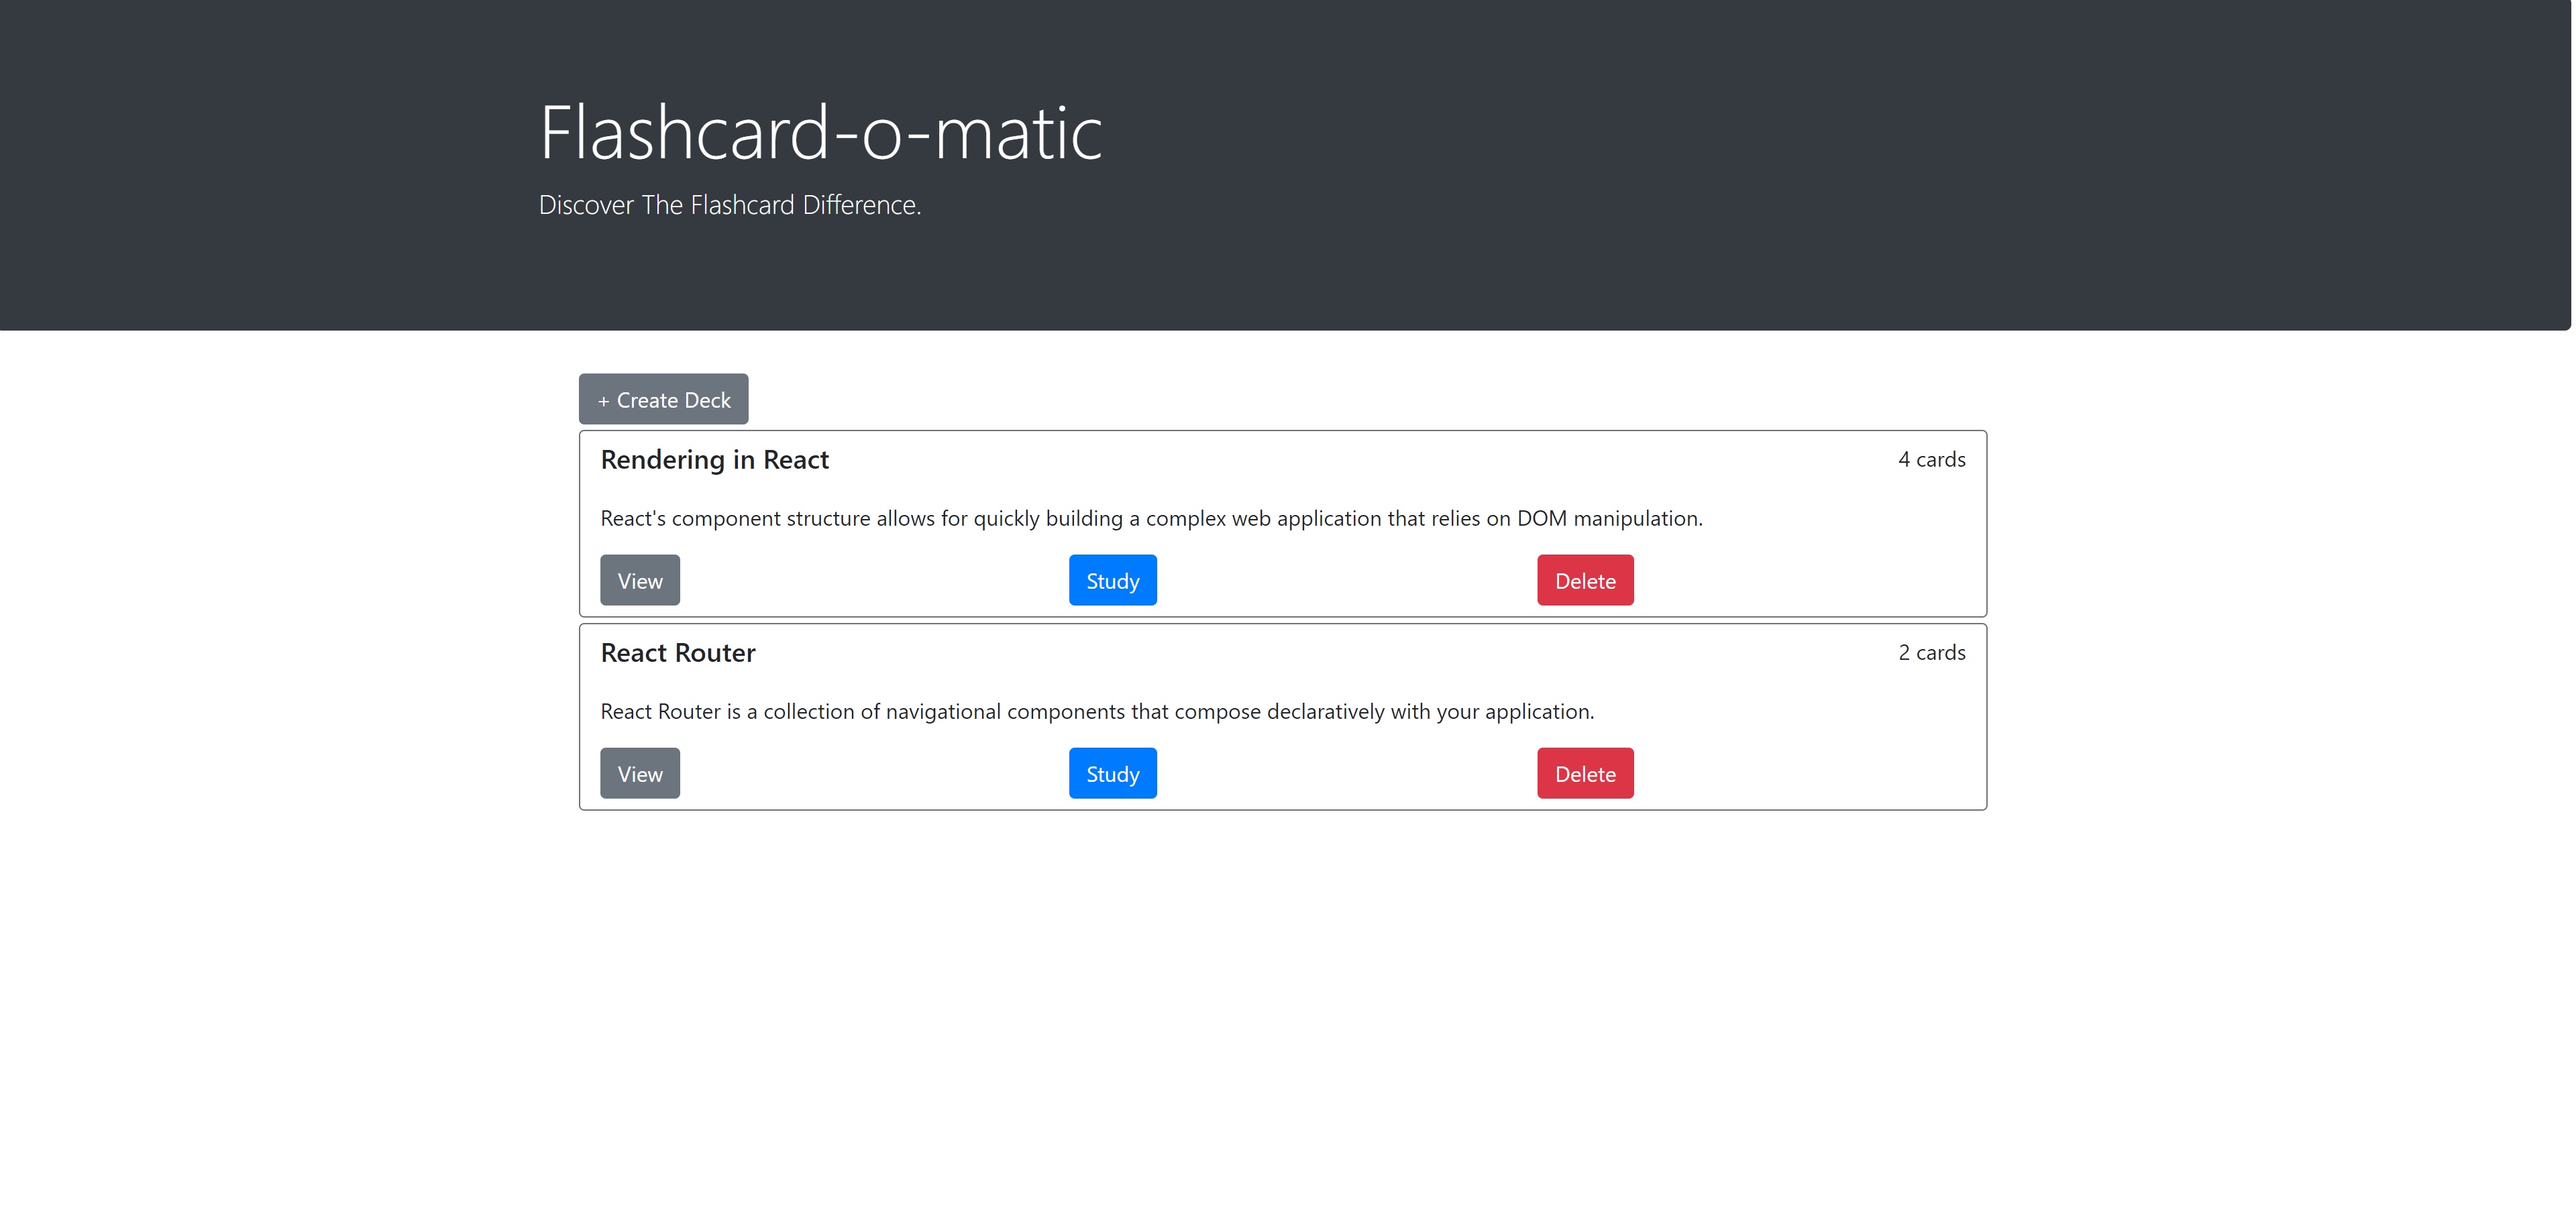 Flashcard-o-matic
Discover The Flashcard Difference.
+ Create Deck
Rendering in React 4 cards
React's component structure allows for quickly building a complex web application that relies on DOM manipulation.
View Study Delete
React Router 2 cards
React Router is a collection of navigational components that compose declaratively with your application.
View Study Delete